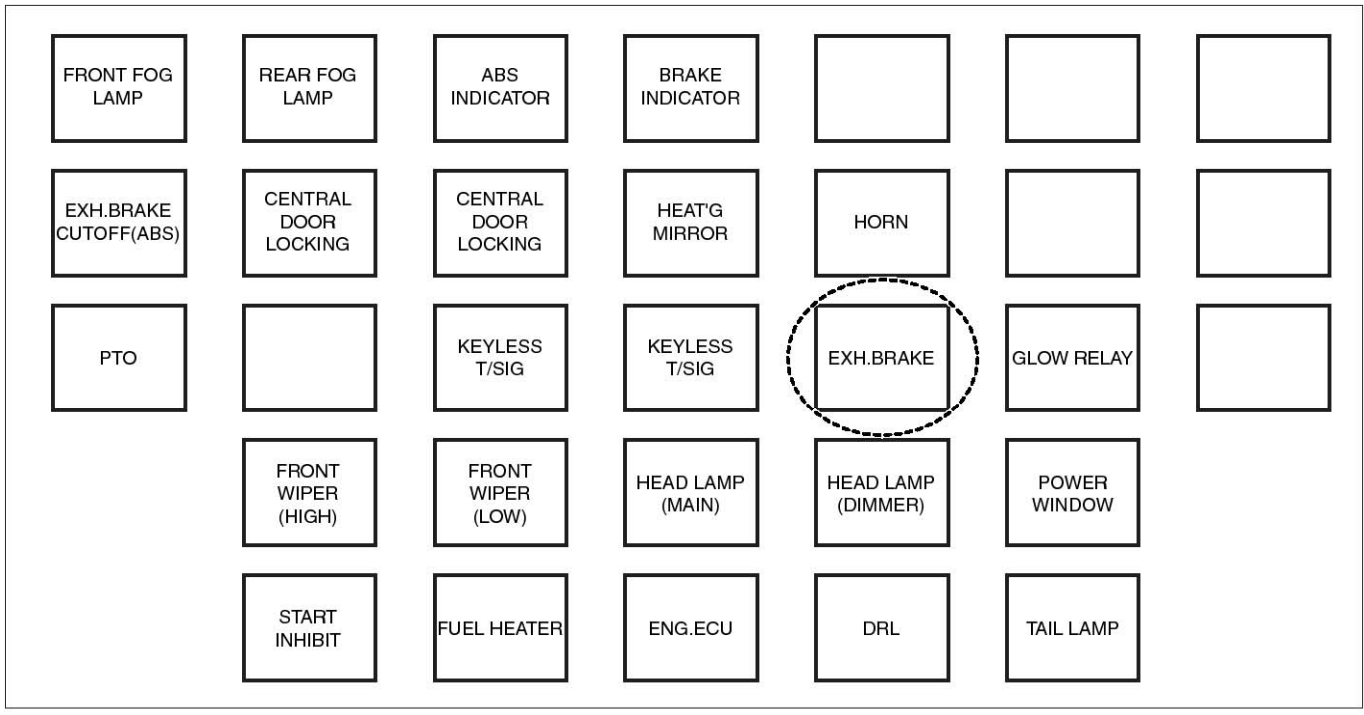 FRONT FOG
LAMP
REAR FOG
LAMP
ABS
INDICATOR
BRAKE
INDICATOR
EXH.BRAKE
CUTOFF(ABS)
CENTRAL
DOOR
LOCKING
CENTRAL
DOOR
LOCKING
HEAT'G
MIRROR
HORN
PTO
KEYLESS
T/SIG
KEYLESS
T/SIG
EXH.BRAKE
GLOW RELAY
FRONT
WIPER
(HIGH)
FRONT
WIPER
(LOW)
HEAD LAMP
(MAIN)
HEAD LAMP
(DIMMER)
POWER
WINDOW
START
INHIBIT
FUEL HEATER
ENG.ECU
DRL
TAIL LAMP